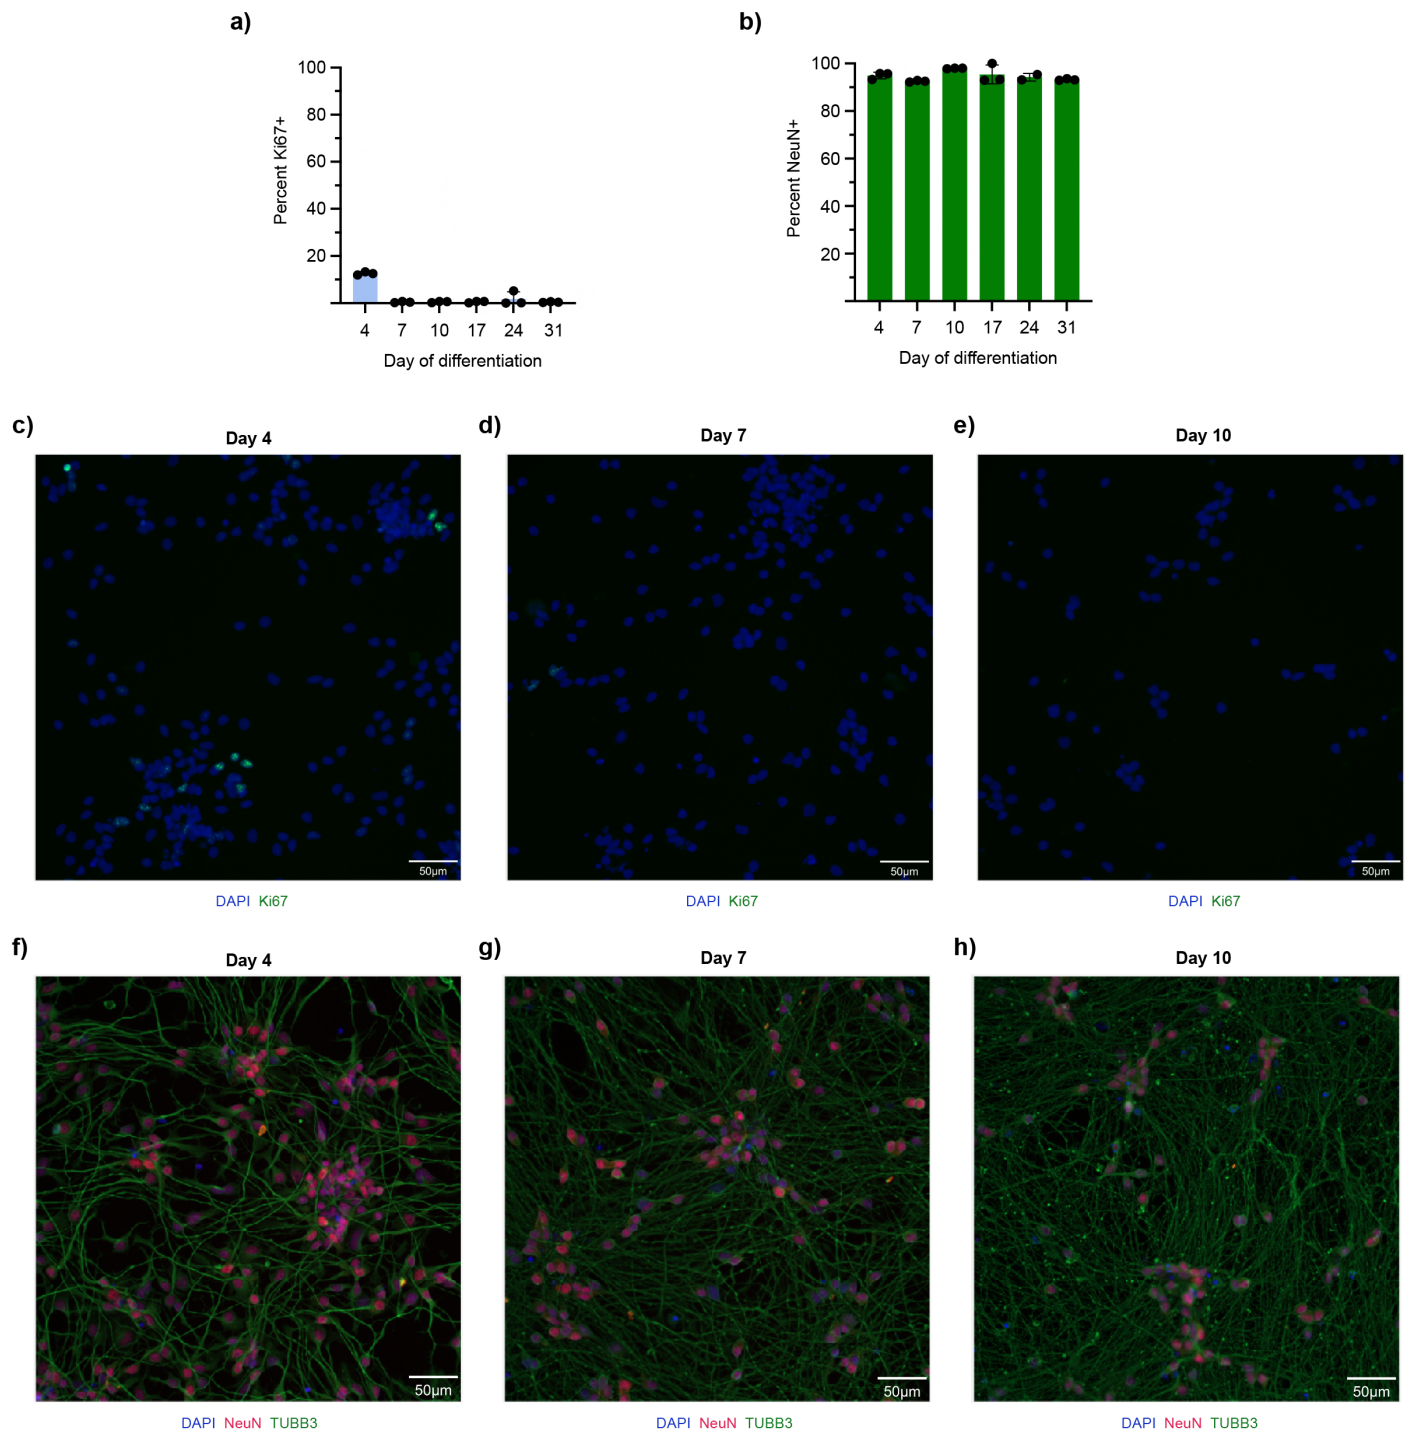 a)
b)
100
80
60
40
20
Percent Ki67+
4 7 10 17 24 31
Day of differentiation
100
80
60
40
20
Percent NeuN+
4 7 10 17 24 31
Day of differentiation
c)
Day 4
50µm
DAPI Ki67
d)
Day 7
50µm
DAPI Ki67
e)
Day 10
50µm
DAPI Ki67
f)
Day 4
50µm
DAPI NeuN TUBB3
g)
Day 7
50µm
DAPI NeuN TUBB3
h)
Day 10
50µm
DAPI NeuN TUBB3